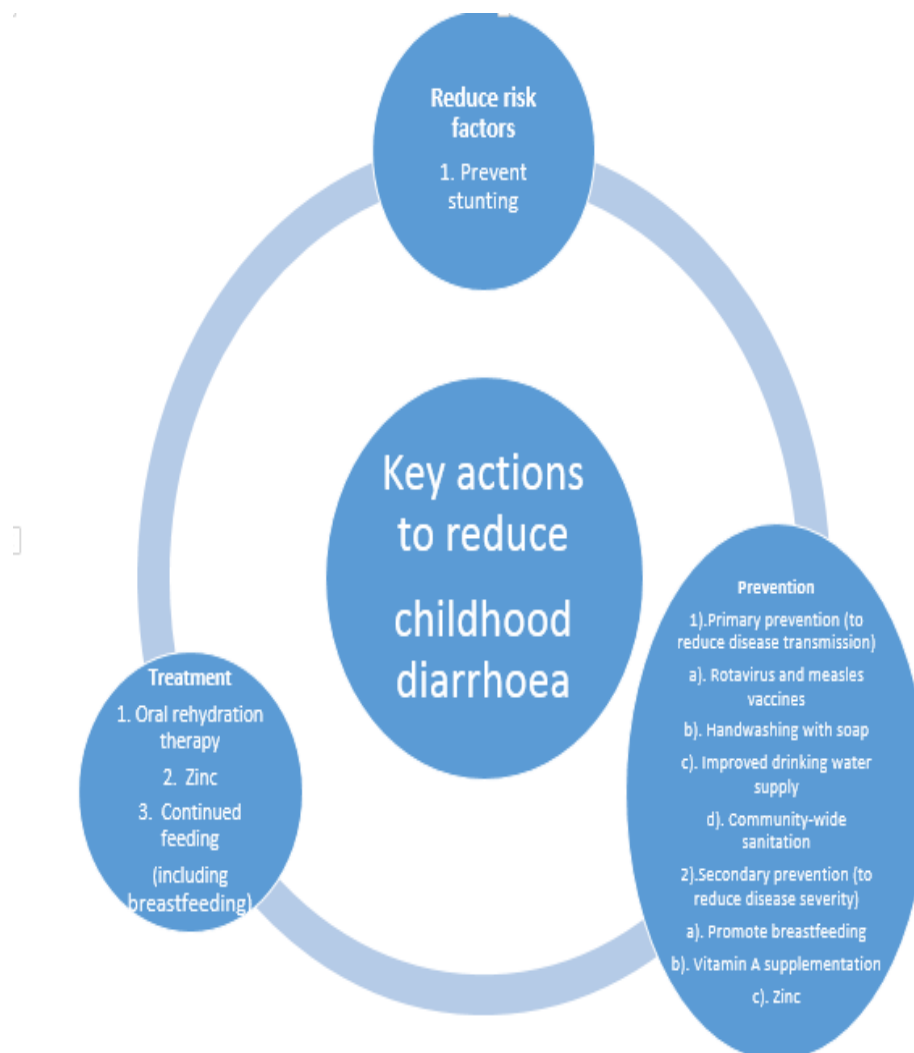 Reduce risk
factors
1. Prevent
stunting
Key actions
to reduce
childhood
diarrhoea
Prevention
1).Primary prevention (to
reduce disease transmission)
a). Rotavirus and measles
vaccines
b). Handwashing with soap
c). Improved drinking water
supply
d). Community-wide
sanitation
2).Secondary prevention (to
reduce disease severity)
a). Promote breastfeeding
b). Vitamin A supplementation
c). Zinc
Treatment
1. Oral rehydration
therapy
2. Zinc
3. Continued
feeding
(including
breastfeeding)